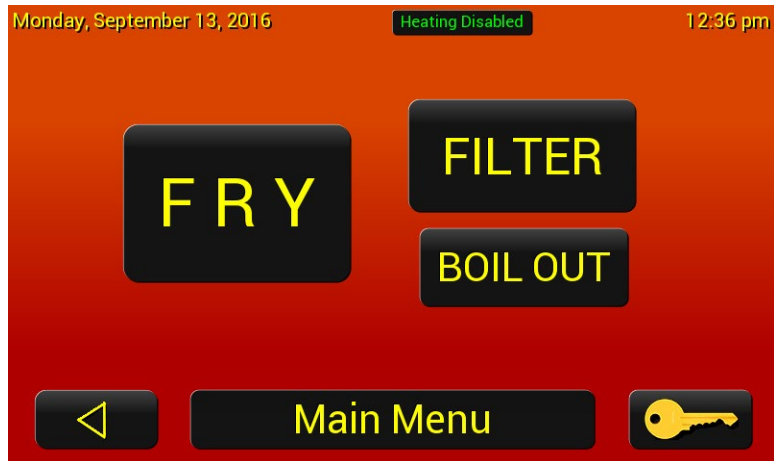 Monday, September 13, 2016 Heating Disabled 12:36 pm
F R Y
FILTER
BOIL OUT
Main Menu